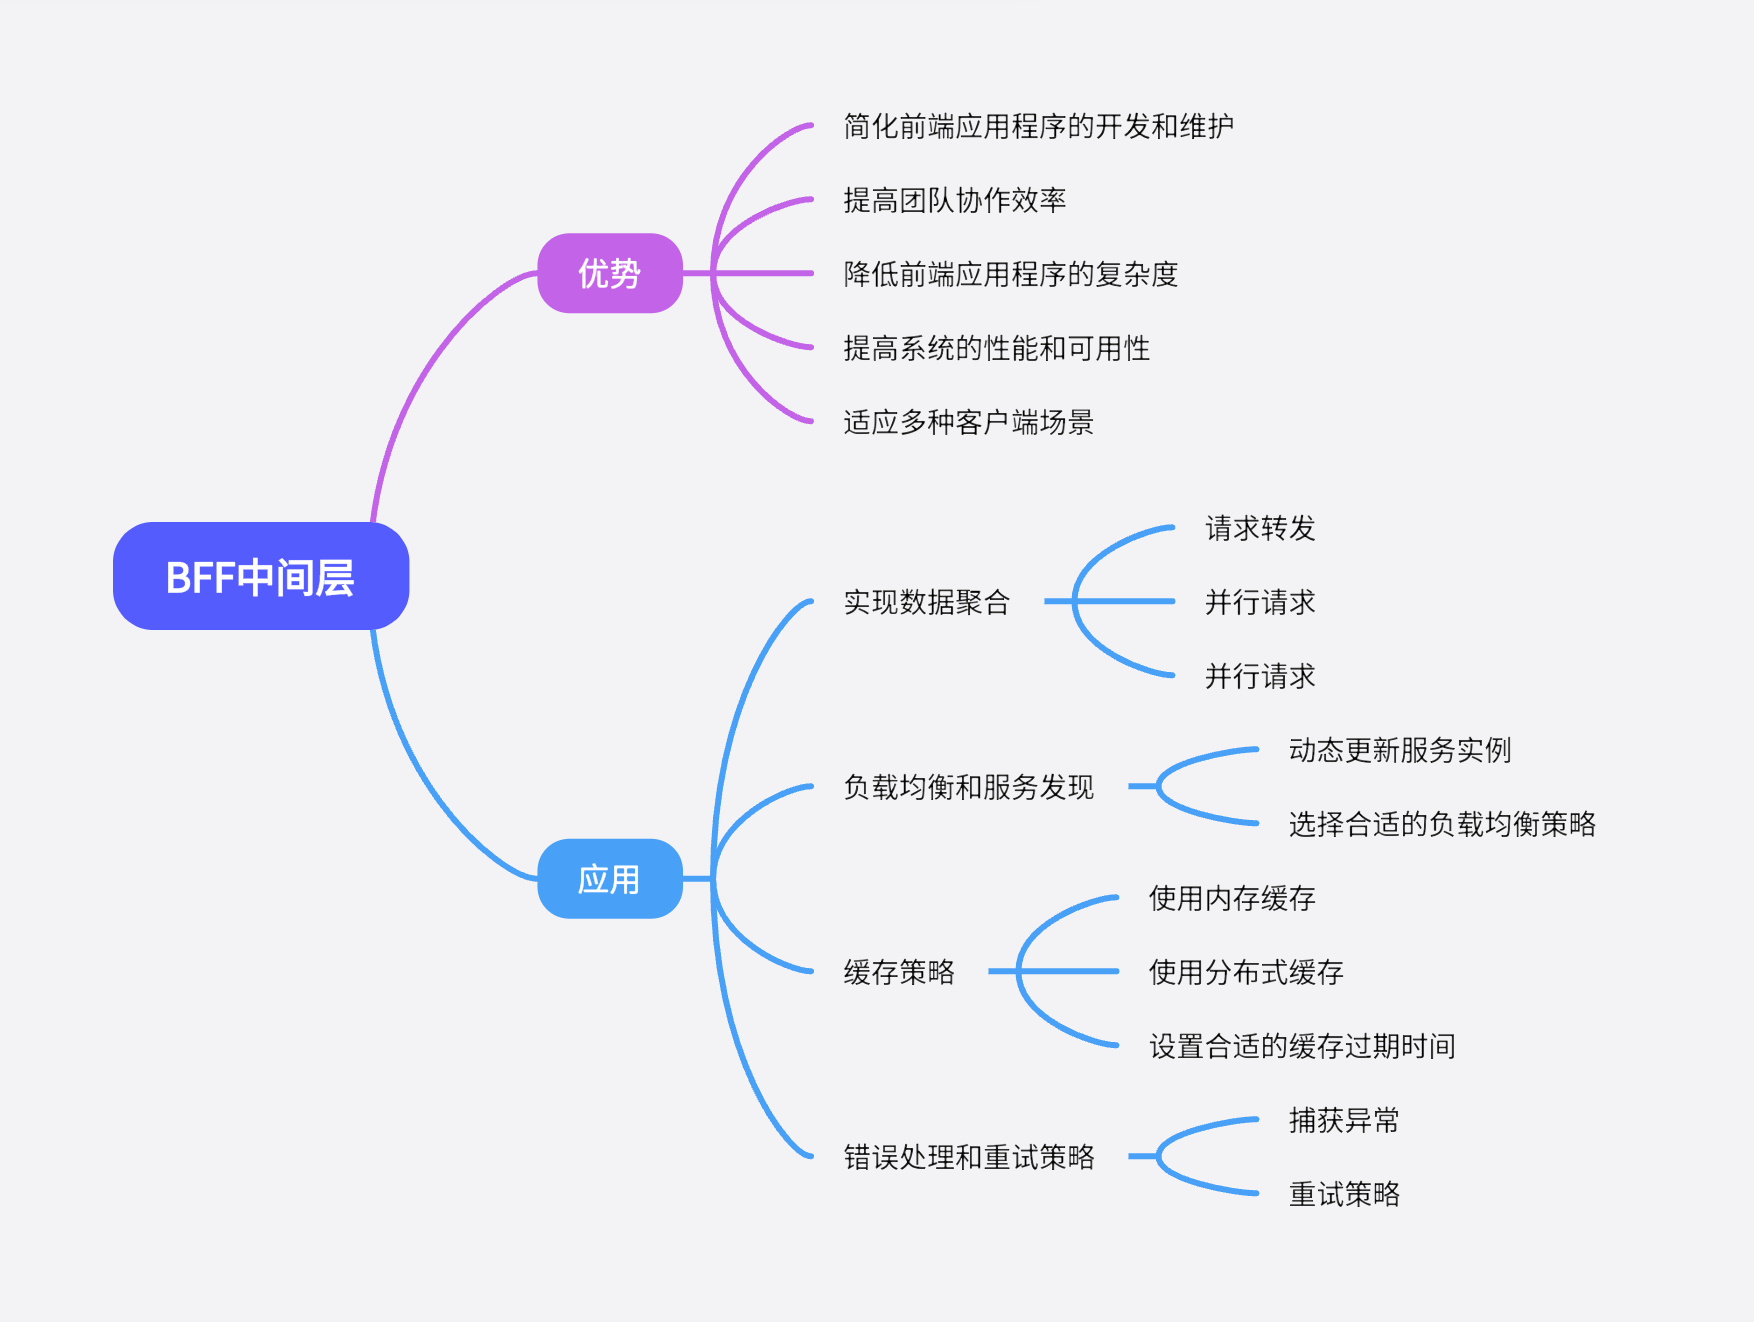 BFF中间层
优势
简化前端应用程序的开发和维护
提高团队协作效率
降低前端应用程序的复杂度
提高系统的性能和可用性
适应多种客户端场景
应用
实现数据聚合
请求转发
并行请求
并行请求
负载均衡和服务发现
动态更新服务实例
选择合适的负载均衡策略
缓存策略
使用内存缓存
使用分布式缓存
设置合适的缓存过期时间
错误处理和重试策略
捕获异常
重试策略